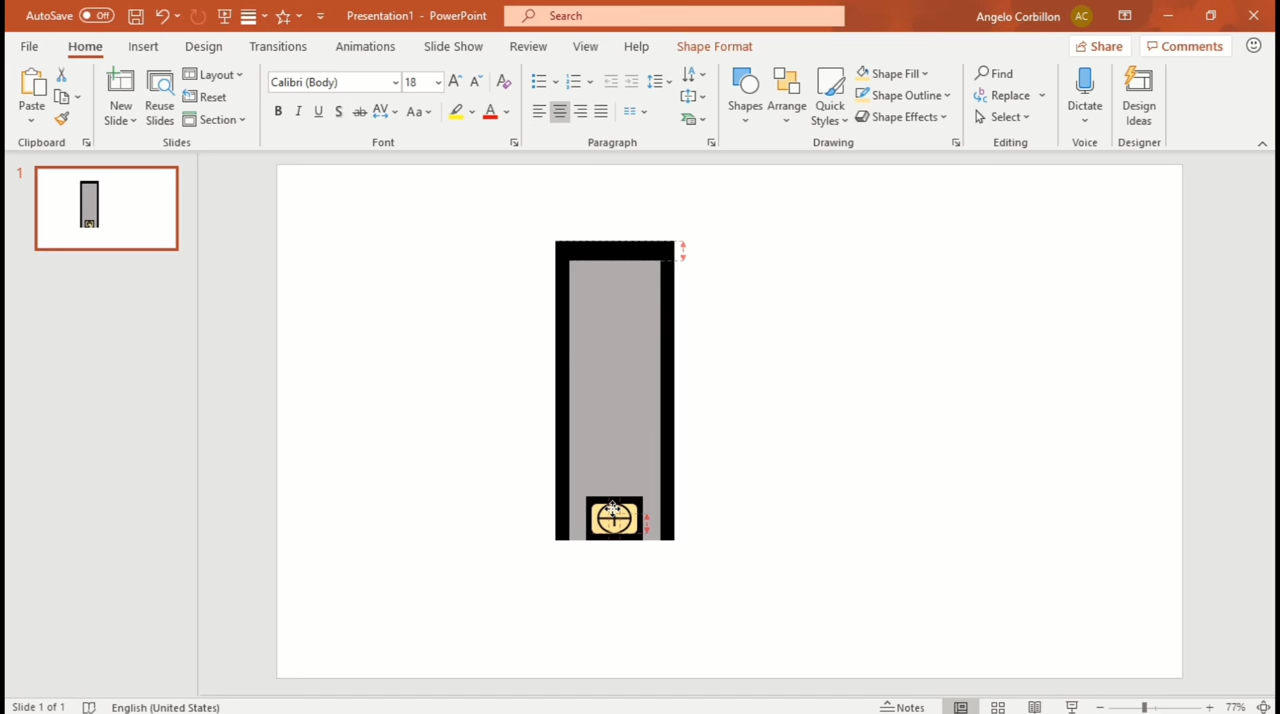 AutoSave Off Presentation1 - PowerPoint Search Angelo Corbillon AC
File Home Insert Design Transitions Animations Slide Show Review View Help Shape Format Share Comments
Paste
Clipboard
New Slide
Reuse Slides
Layout
Reset
Section
Slides
Calibri (Body) 18
B I U S ab AV Aa A
Font
Paragraph
Shapes
Arrange
Quick Styles
Shape Fill
Shape Outline
Shape Effects
Drawing
Find
Replace
Select
Editing
Dictate
Voice
Design Ideas
Designer
1
Slide 1 of 1 English (United States) Notes 77%